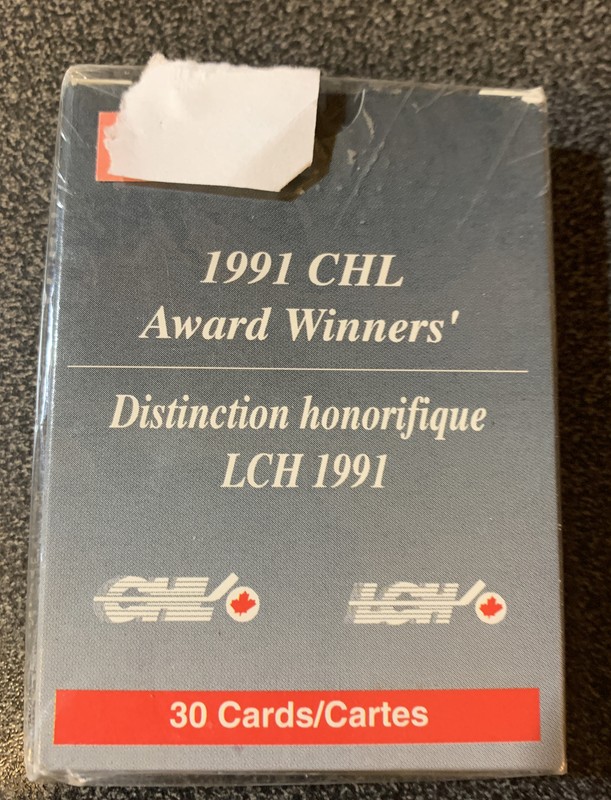 1991 CHL
Award Winners'
Distinction honorifique
LCH 1991
CHL LCH
30 Cards/Cartes